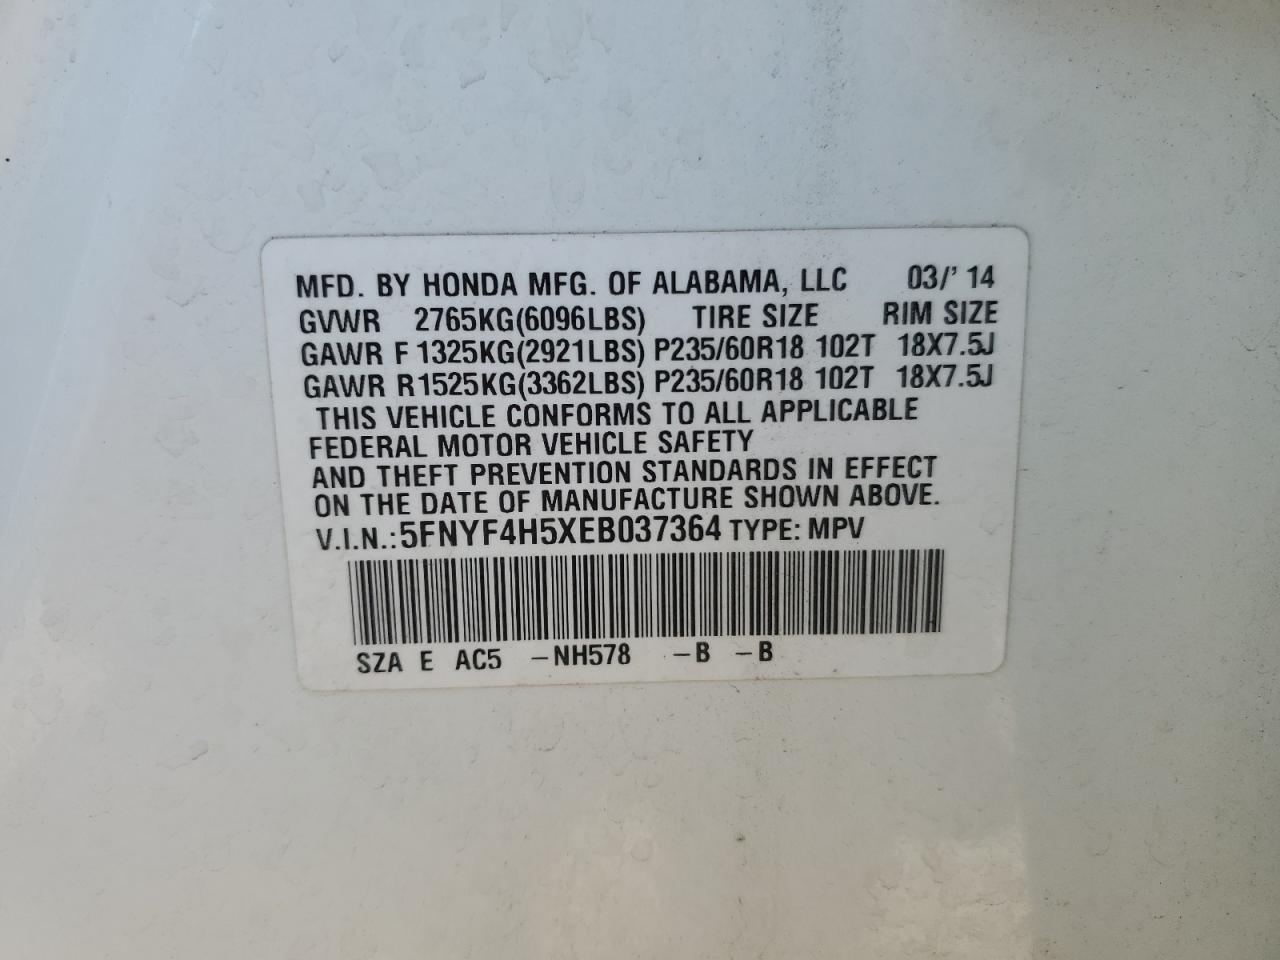 MFD. BY HONDA MFG. OF ALABAMA, LLC 03/' 14
GVWR 2765KG(6096LBS) TIRE SIZE RIM SIZE
GAWR F 1325KG(2921LBS) P235/60R18 102T 18X7.5J
GAWR R1525KG(3362LBS) P235/60R18 102T 18X7.5J
THIS VEHICLE CONFORMS TO ALL APPLICABLE
FEDERAL MOTOR VEHICLE SAFETY
AND THEFT PREVENTION STANDARDS IN EFFECT
ON THE DATE OF MANUFACTURE SHOWN ABOVE.
V.I.N.:5FNYF4H5XEB037364 TYPE: MPV
SZA E AC5 –NH578 –B –B